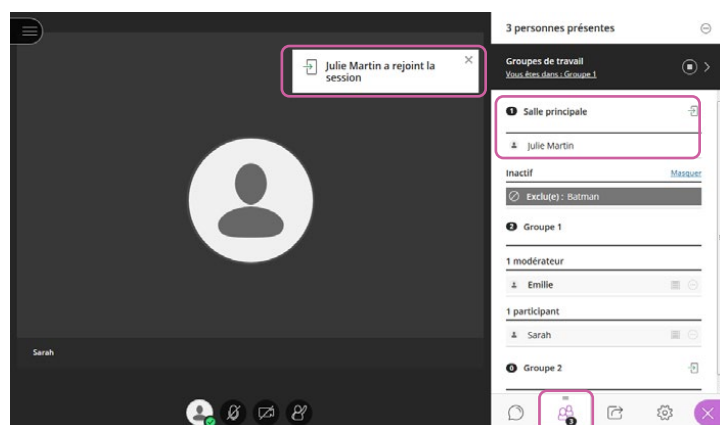 3 personnes présentes
Julie Martin a rejoint la
session
Groupes de travail
Vous êtes dans : Groupe 1
1 Salle principale
Julie Martin
Inactif Masquer
Exclu(e) : Batman
2 Groupe 1
1 modérateur
Emilie
1 participant
Sarah
0 Groupe 2
Sarah
3